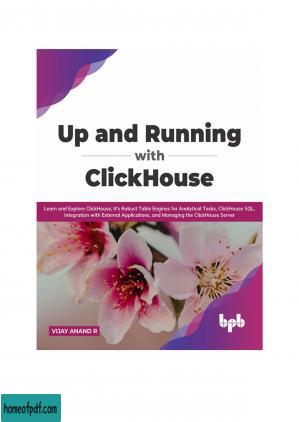 Up and Running
with
ClickHouse
Learn and Explore ClickHouse, It's Robust Table Engines for Analytical Tasks, ClickHouse SQL,
Integration with External Applications, and Managing the ClickHouse Server
VIJAY ANAND R
bpb
homeofpdf.com